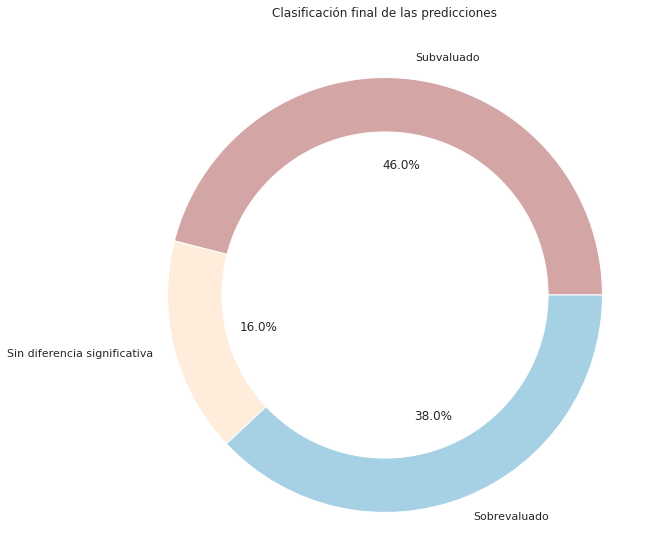 Clasificación final de las predicciones
Subvaluado
46.0%
16.0%
Sin diferencia significativa
38.0%
Sobrevaluado